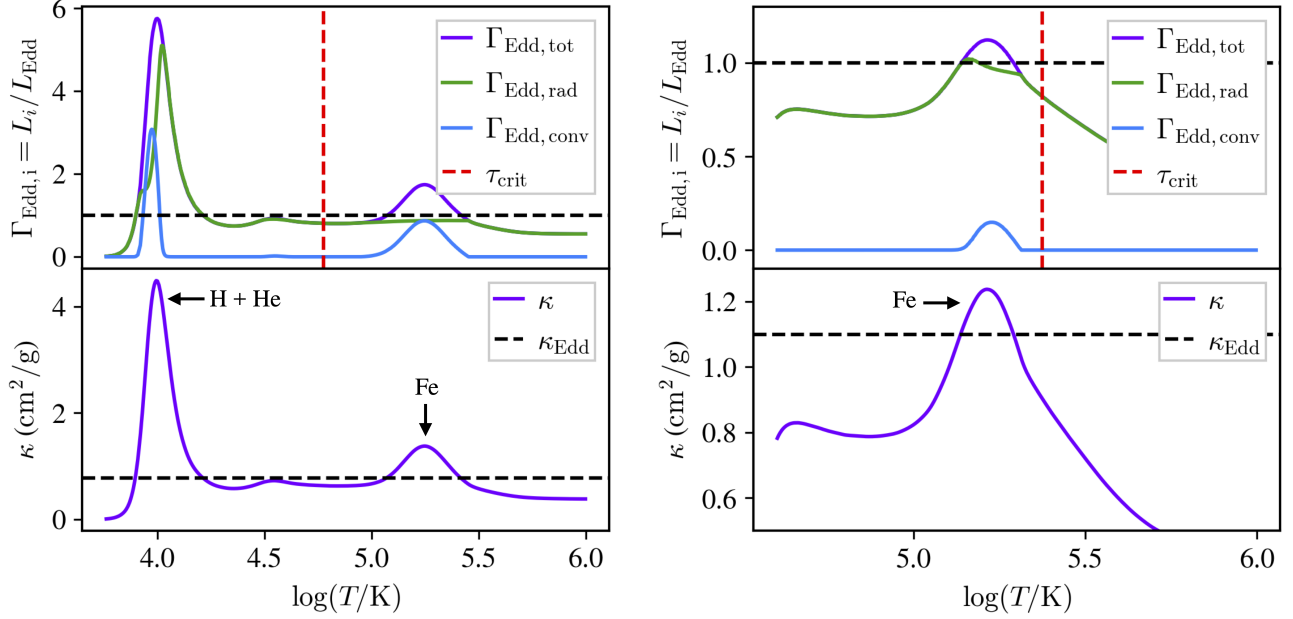 6
4
2
0
Γ_Edd,i = L_i/L_Edd
Γ_Edd,tot
Γ_Edd,rad
Γ_Edd,conv
τ_crit
1.0
0.5
0.0
Γ_Edd,i = L_i/L_Edd
Γ_Edd,tot
Γ_Edd,rad
Γ_Edd,conv
τ_crit
4
2
0
κ (cm²/g)
H + He
Fe
κ
κ_Edd
4.0 4.5 5.0 5.5 6.0
log(T/K)
1.2
1.0
0.8
0.6
κ (cm²/g)
Fe
κ
κ_Edd
5.0 5.5 6.0
log(T/K)